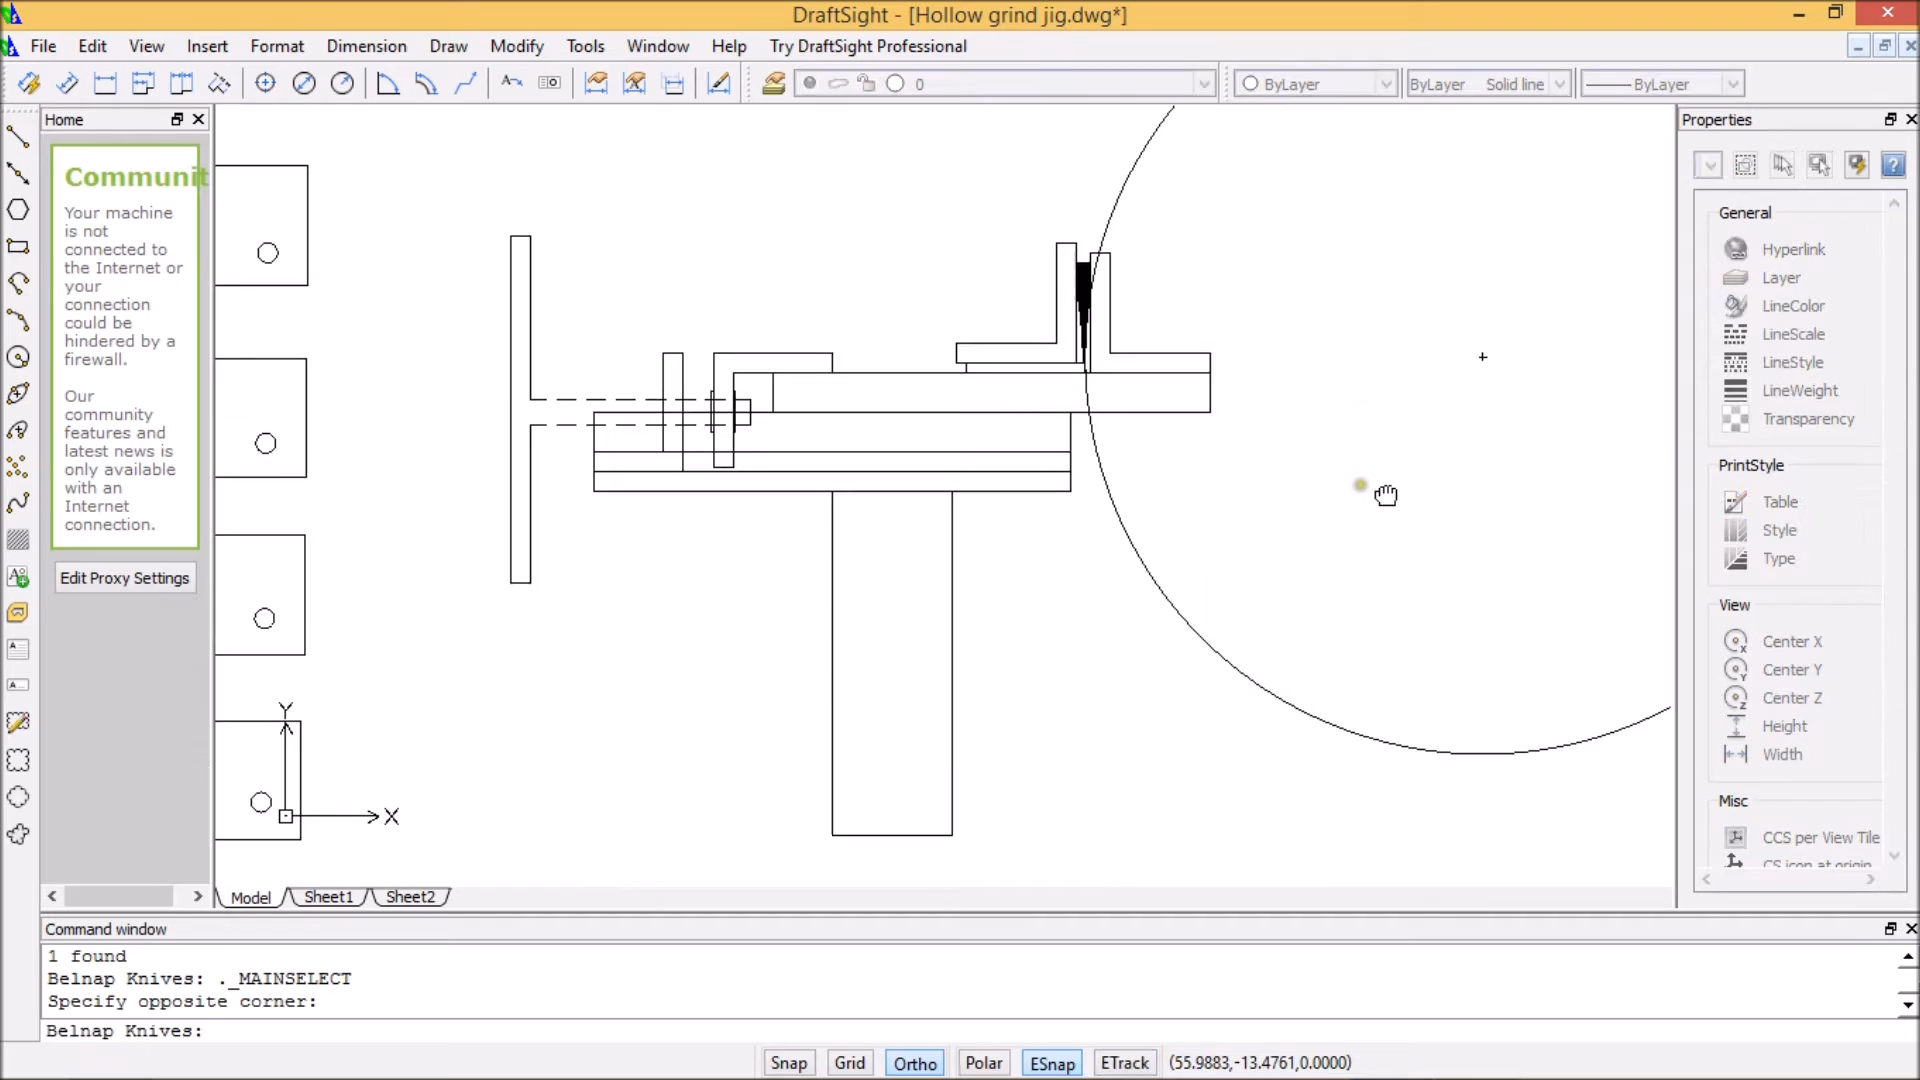 DraftSight - [Hollow grind jig.dwg*]
File Edit View Insert Format Dimension Draw Modify Tools Window Help Try DraftSight Professional
0 ByLayer ByLayer Solid line ByLayer
Home
Communit
Your machine
is not
connected to
the Internet or
your
connection
could be
hindered by a
firewall.
Our
community
features and
latest news is
only available
with an
Internet
connection.
Edit Proxy Settings
Y
X
Model Sheet1 Sheet2
Properties
General
Hyperlink
Layer
LineColor
LineScale
LineStyle
LineWeight
Transparency
PrintStyle
Table
Style
Type
View
Center X
Center Y
Center Z
Height
Width
Misc
CCS per View Tile
CS icon at origin
Command window
1 found
Belnap Knives: ._MAINSELECT
Specify opposite corner:
Belnap Knives:
Snap Grid Ortho Polar ESnap ETrack (55.9883,-13.4761,0.0000)